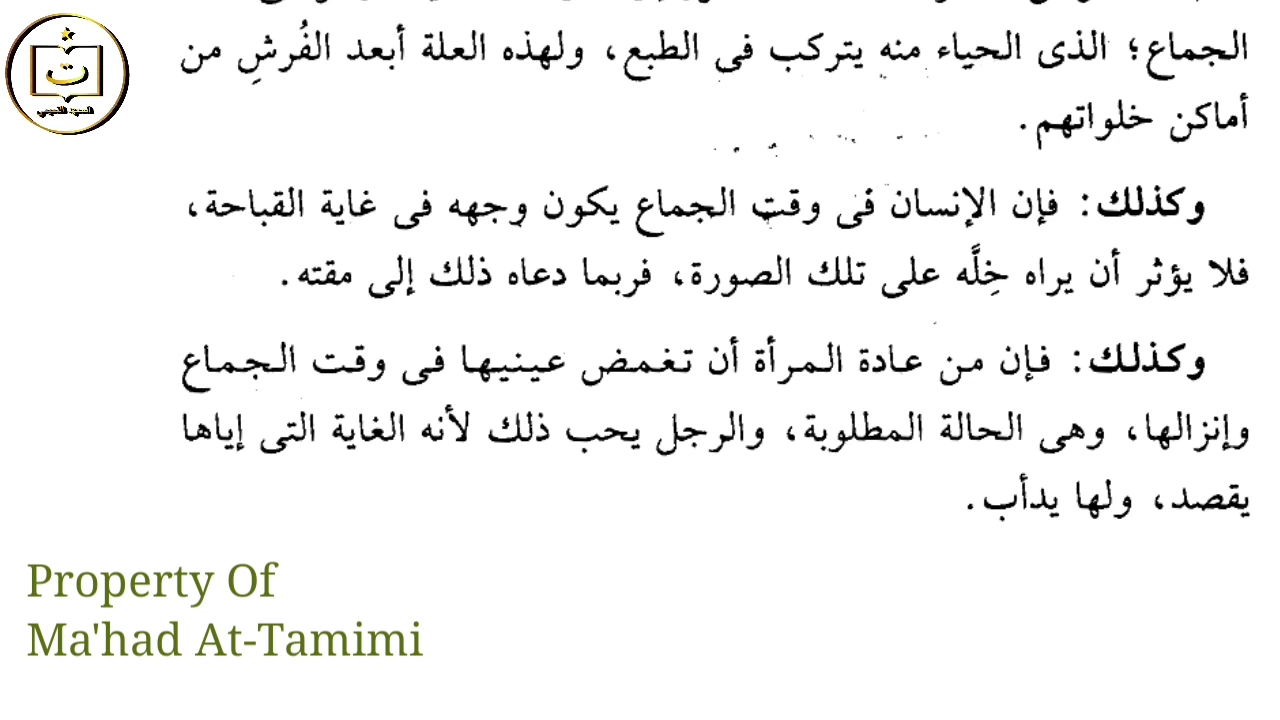 الجماع؛ الذى الحياء منه يتركب فى الطبع، ولهذه العلة أبعد الفُرشِ من
أماكن خلواتهم.
وكذلك: فإن الإنسان فى وقت الجماع يكون وجهه فى غاية القباحة،
فلا يؤثر أن يراه خِلَّه على تلك الصورة، فربما دعاه ذلك إلى مقته.
وكذلك: فإن من عادة المرأة أن تغمض عينيها فى وقت الجماع
وإنزالها، وهى الحالة المطلوبة، والرجل يحب ذلك لأنه الغاية التى إياها
يقصد، ولها يدأب.
ت
Property Of
Ma'had At-Tamimi